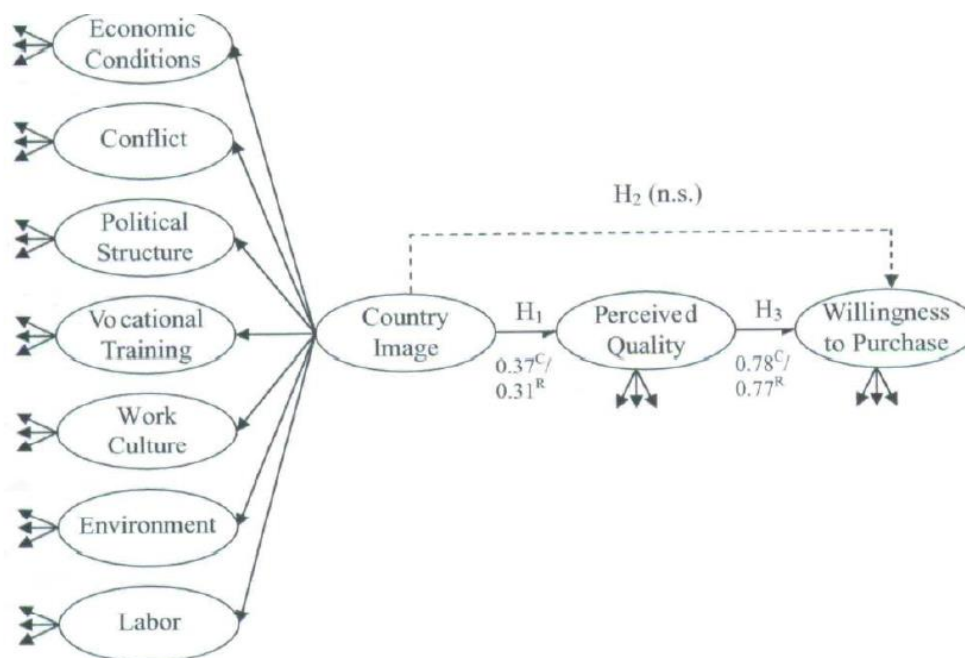 Economic
Conditions
Conflict
Political
Structure
Vocational
Training
Work
Culture
Environment
Labor
Country
Image
H₂ (n.s.)
H₁
0.37ᶜ/
0.31ᴿ
Perceived
Quality
H₃
0.78ᶜ/
0.77ᴿ
Willingness
to Purchase